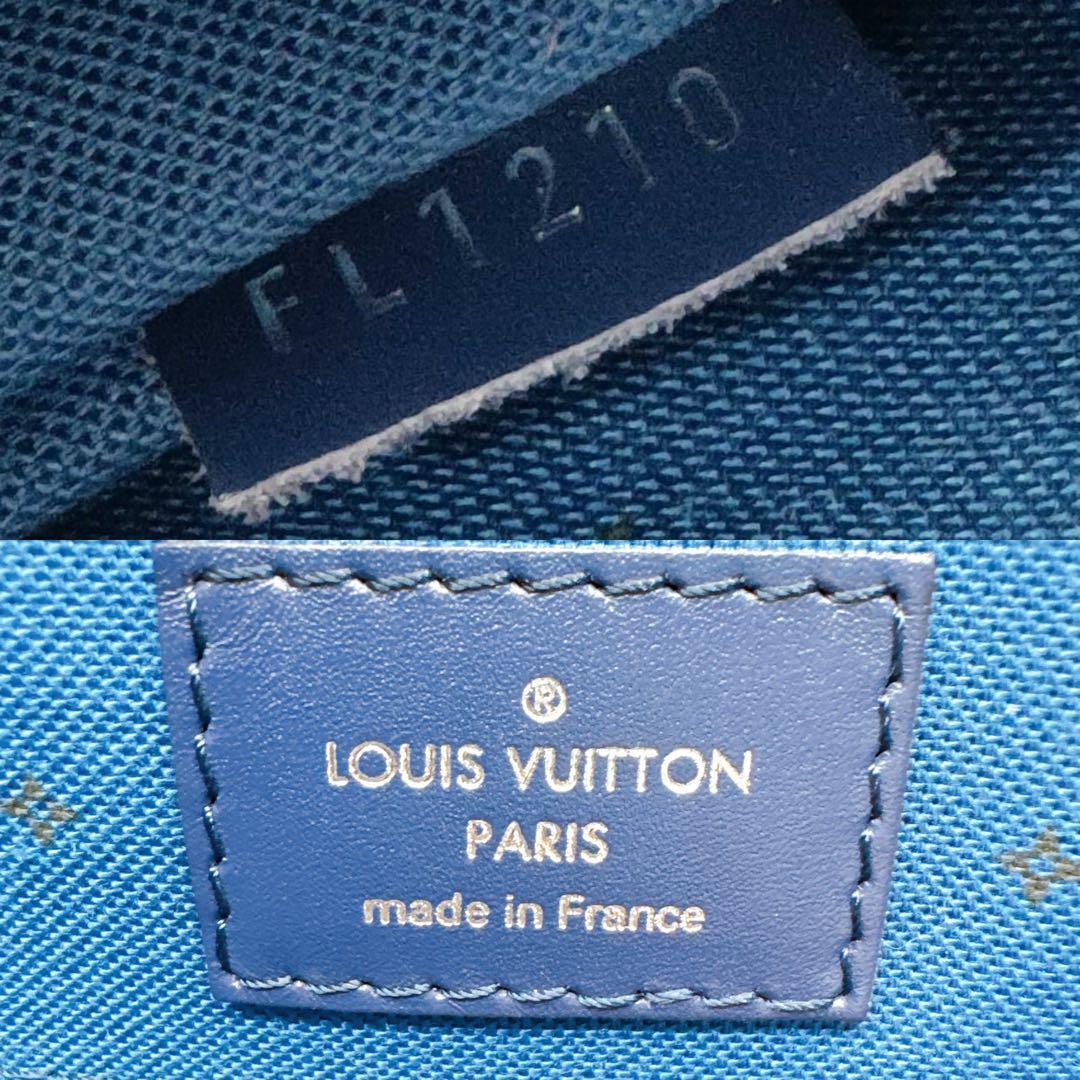 FL1210
®
LOUIS VUITTON
PARIS
made in France